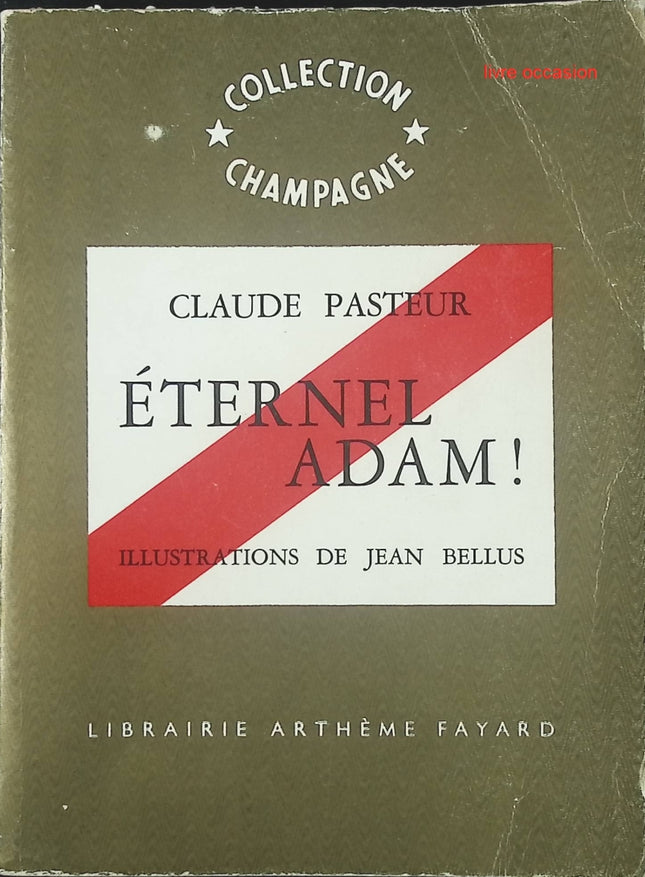 livre occasion
COLLECTION
CHAMPAGNE
CLAUDE PASTEUR
ÉTERNEL
ADAM !
ILLUSTRATIONS DE JEAN BELLUS
LIBRAIRIE ARTHÈME FAYARD